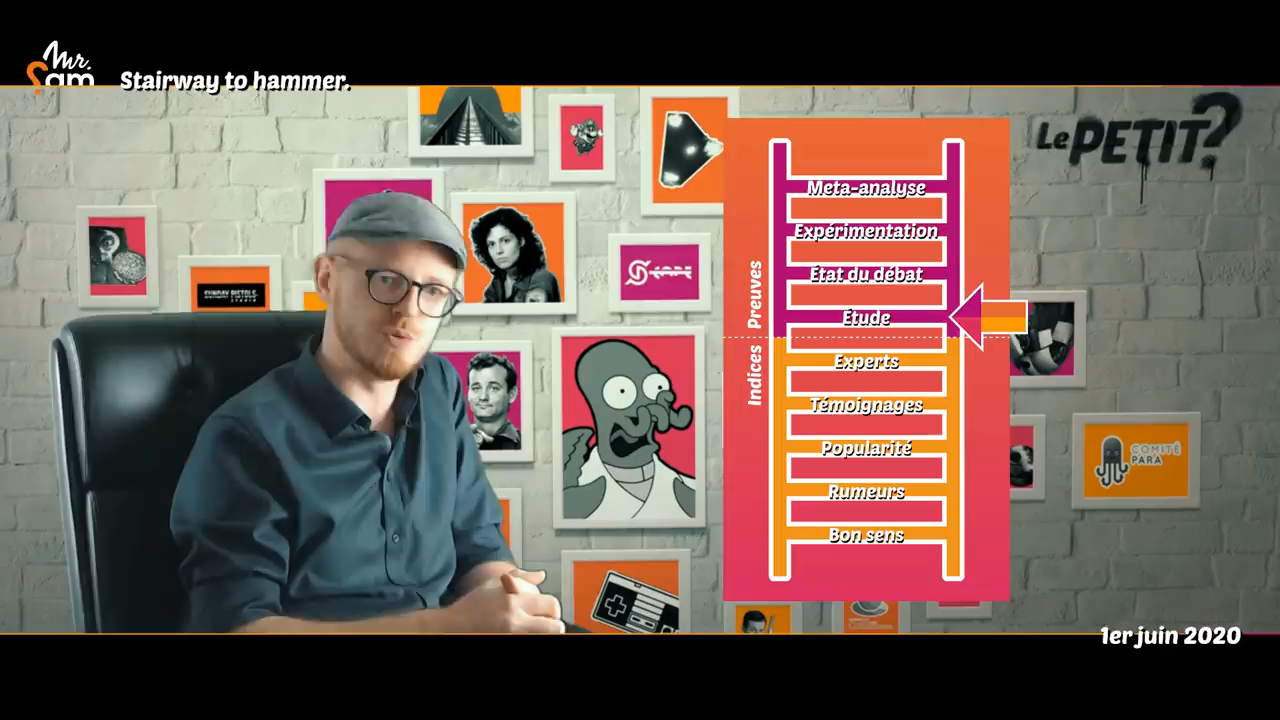 Mr.
Sam
Stairway to hammer.
Le PETIT?
Meta-analyse
Expérimentation
État du débat
Étude
Experts
Témoignages
Popularité
Rumeurs
Bon sens
Preuves
Indices
SUNDAY PISTOLS
STUDIO
COMITÉ
PARA
1er juin 2020